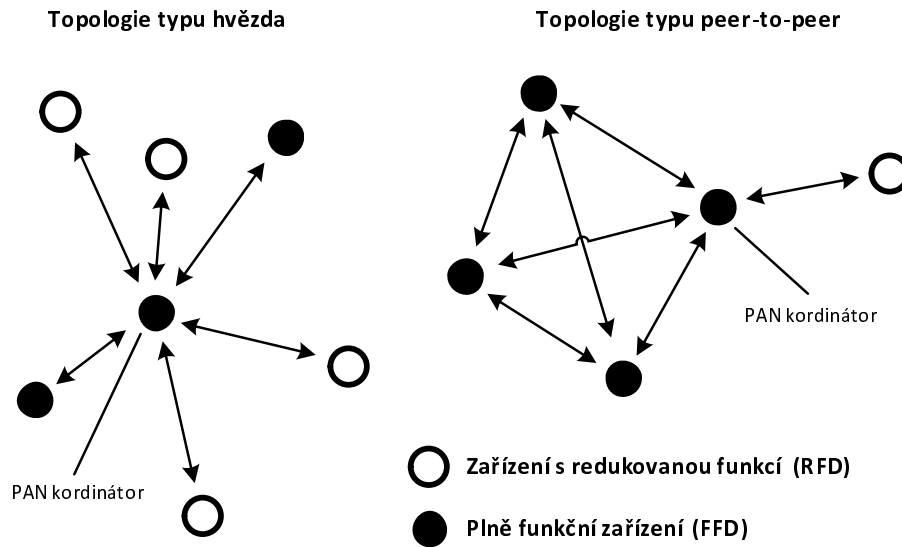 Topologie typu hvězda
Topologie typu peer-to-peer
PAN kordinátor
PAN kordinátor
Zařízení s redukovanou funkcí (RFD)
Plně funkční zařízení (FFD)